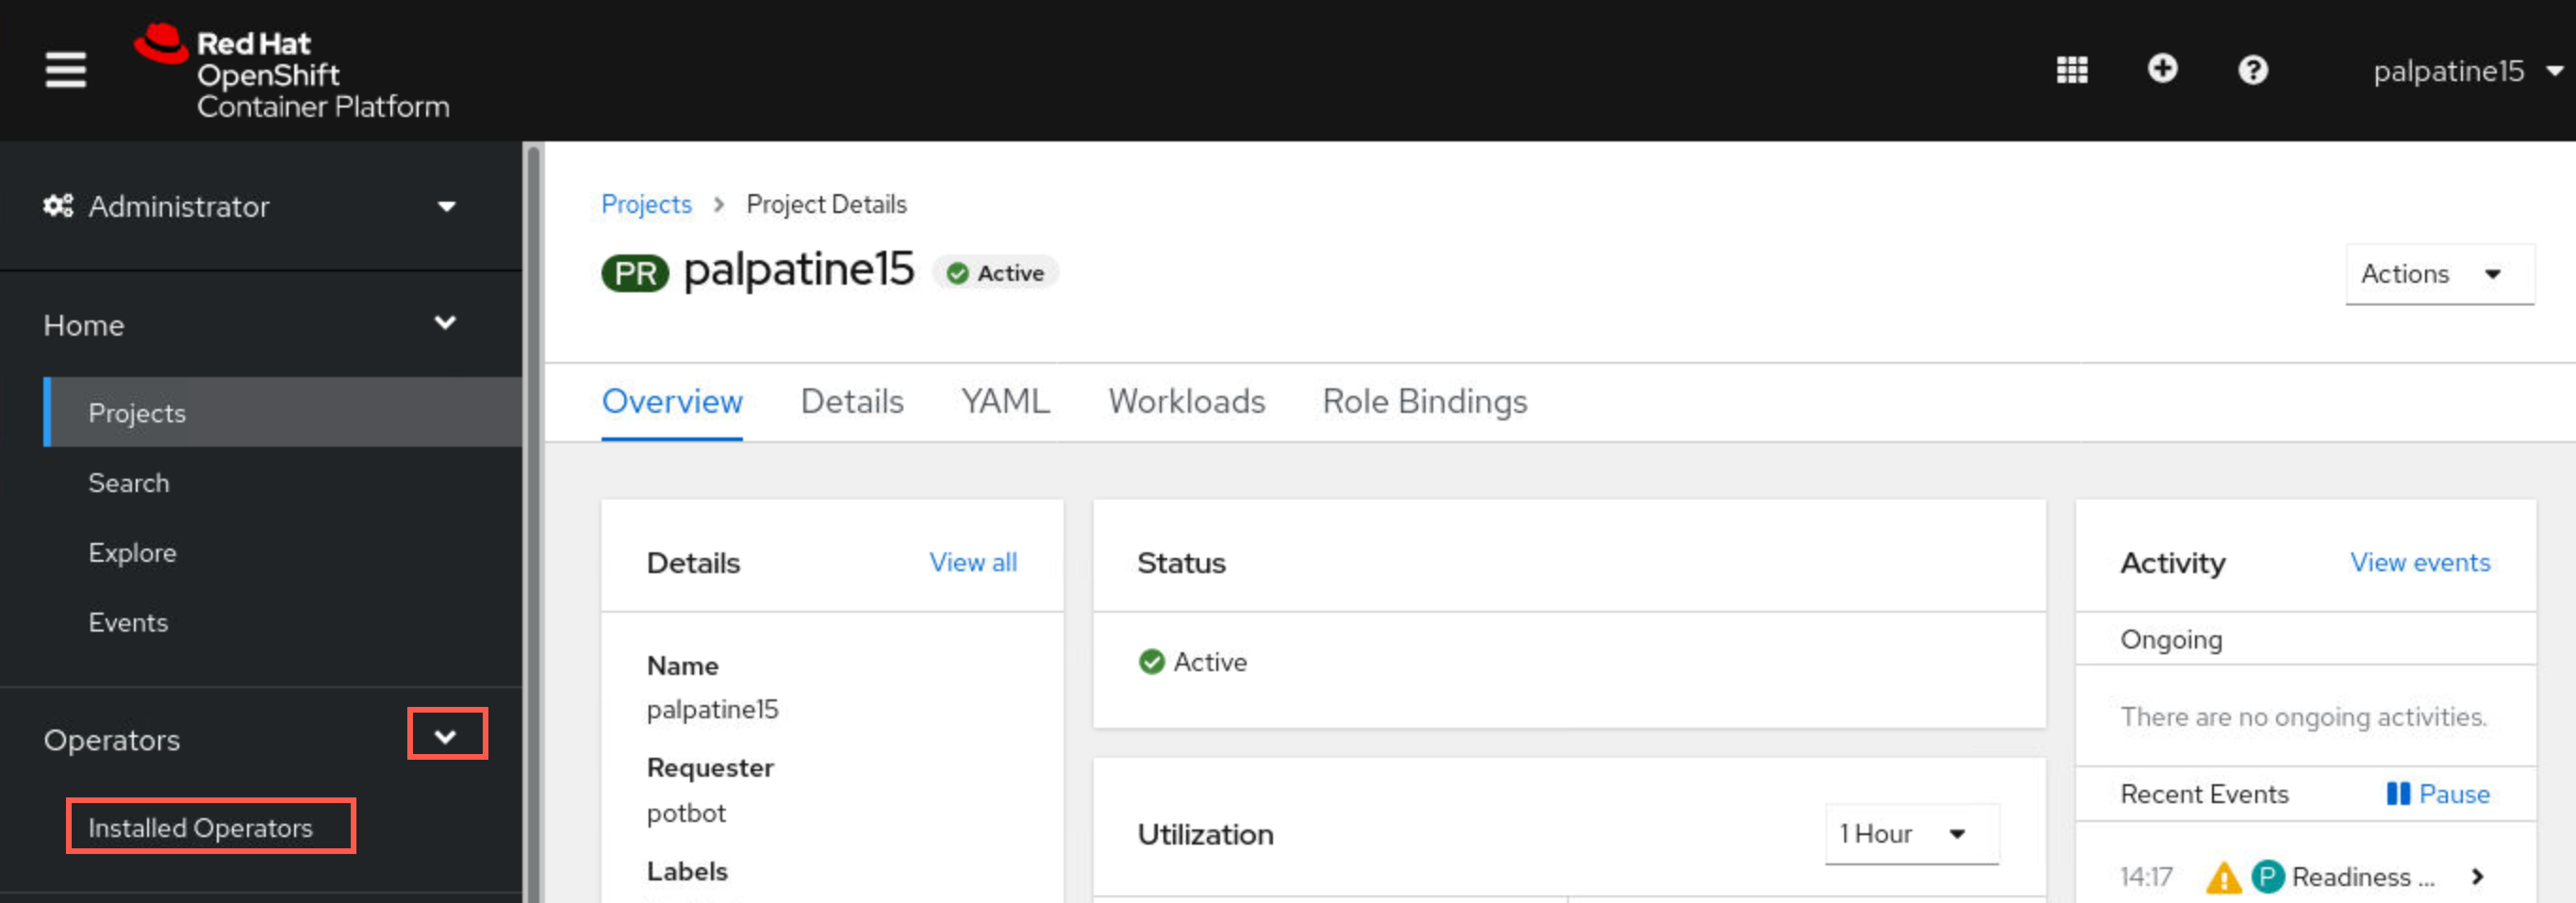 Red Hat
OpenShift
Container Platform
palpatine15
Administrator
Home
Projects
Search
Explore
Events
Operators
Installed Operators
Projects > Project Details
PR palpatine15 Active
Actions
Overview Details YAML Workloads Role Bindings
Details View all
Name
palpatine15
Requester
potbot
Labels
Status
Active
Utilization 1 Hour
Activity View events
Ongoing
There are no ongoing activities.
Recent Events Pause
14:17 P Readiness ...